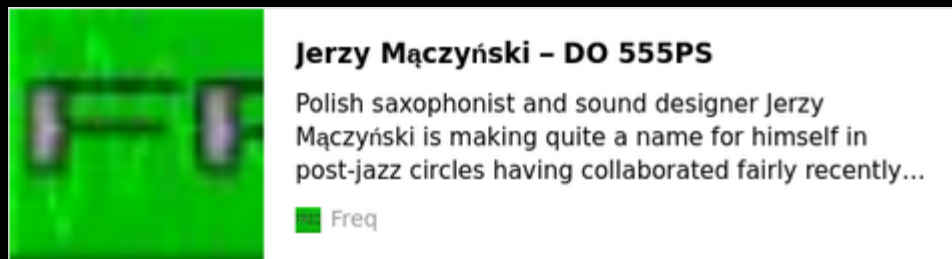 Jerzy Mączyński – DO 555PS
Polish saxophonist and sound designer Jerzy
Mączyński is making quite a name for himself in
post-jazz circles having collaborated fairly recently...
Freq